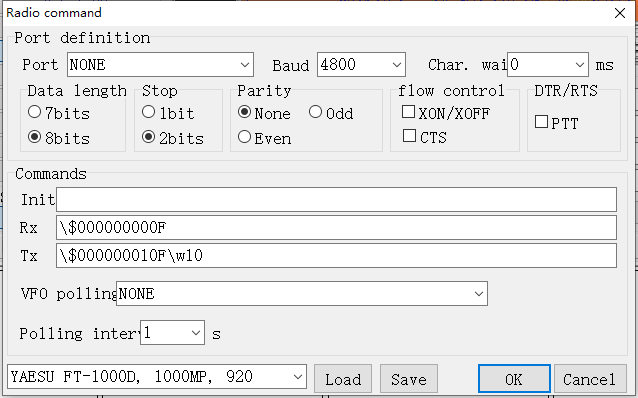 Radio command
Port definition
Port NONE Baud 4800 Char. wai 0 ms
Data length Stop Parity flow control DTR/RTS
7bits 1bit None Odd XON/XOFF PTT
8bits 2bits Even CTS
Commands
Init
Rx \$000000000F
Tx \$000000010F\w10
VFO polling NONE
Polling inter 1 s
YAESU FT-1000D, 1000MP, 920 Load Save OK Cancel